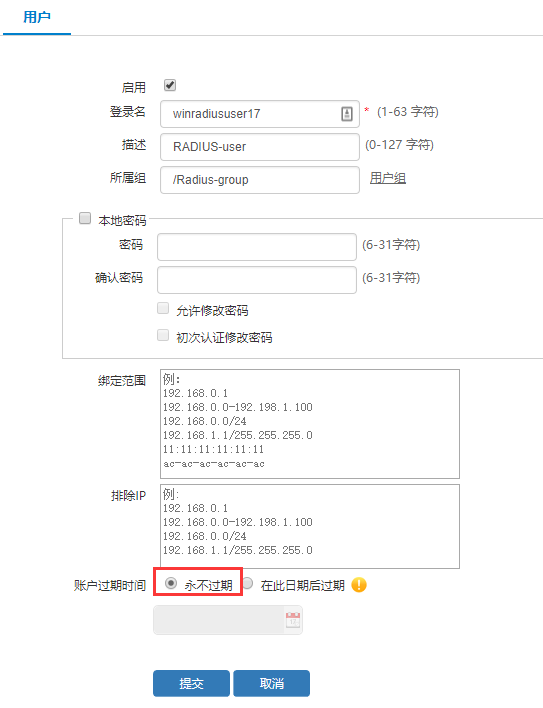 用户
启用
登录名 winradiususer17 * (1-63 字符)
描述 RADIUS-user (0-127 字符)
所属组 /Radius-group 用户组
本地密码
密码 (6-31字符)
确认密码 (6-31字符)
允许修改密码
初次认证修改密码
绑定范围 例:
192.168.0.1
192.168.0.0-192.198.1.100
192.168.0.0/24
192.168.1.1/255.255.255.0
11:11:11:11:11:11
ac-ac-ac-ac-ac-ac
排除IP 例:
192.168.0.1
192.168.0.0-192.198.1.100
192.168.0.0/24
192.168.1.1/255.255.255.0
账户过期时间 永不过期 在此日期后过期
提交 取消